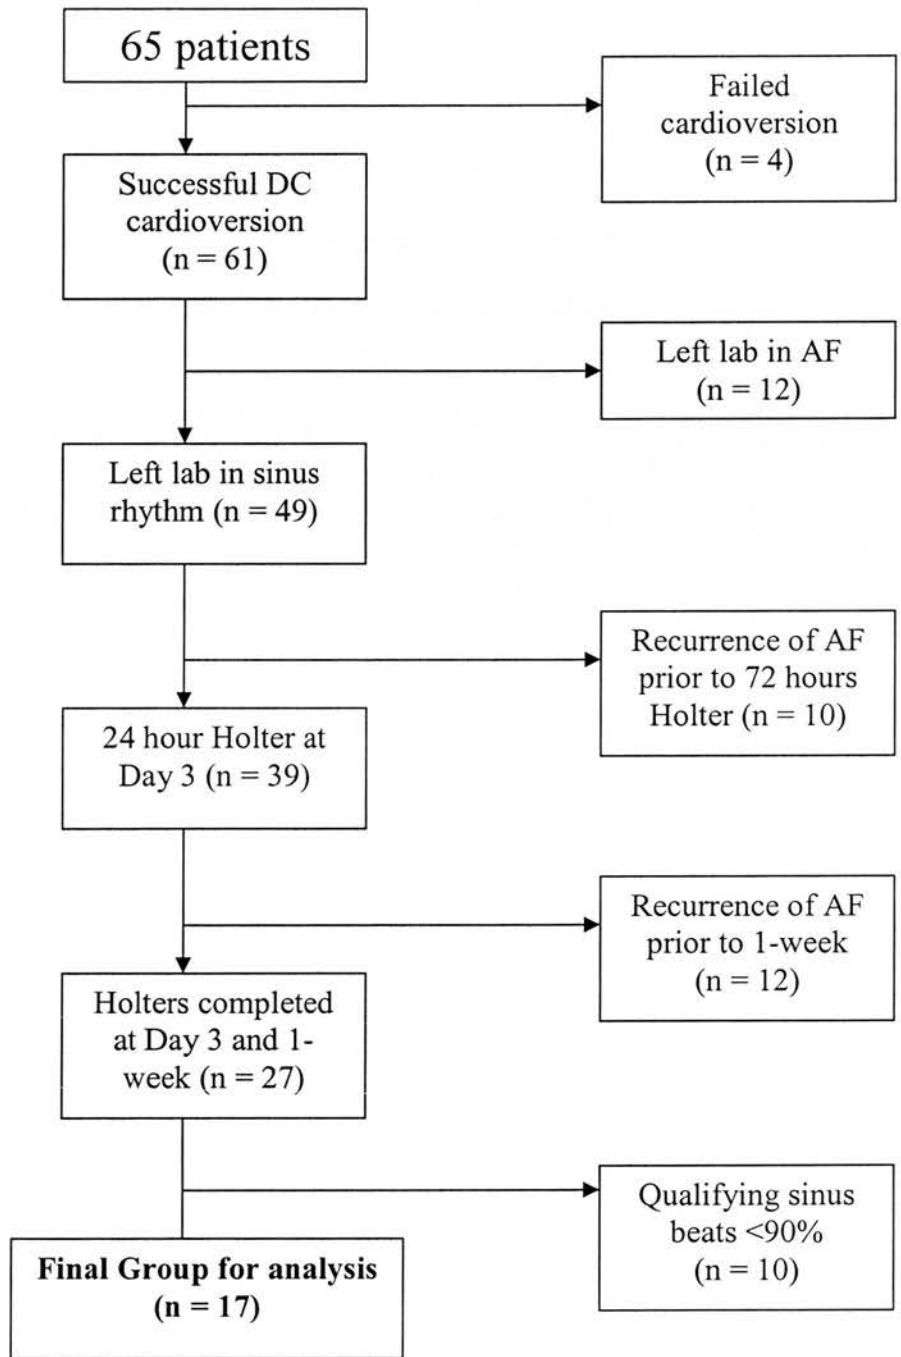 65 patients
Failed
cardioversion
(n = 4)
Successful DC
cardioversion
(n = 61)
Left lab in AF
(n = 12)
Left lab in sinus
rhythm (n = 49)
Recurrence of AF
prior to 72 hours
Holter (n = 10)
24 hour Holter at
Day 3 (n = 39)
Recurrence of AF
prior to 1-week
(n = 12)
Holters completed
at Day 3 and 1-
week (n = 27)
Qualifying sinus
beats <90%
(n = 10)
Final Group for analysis
(n = 17)